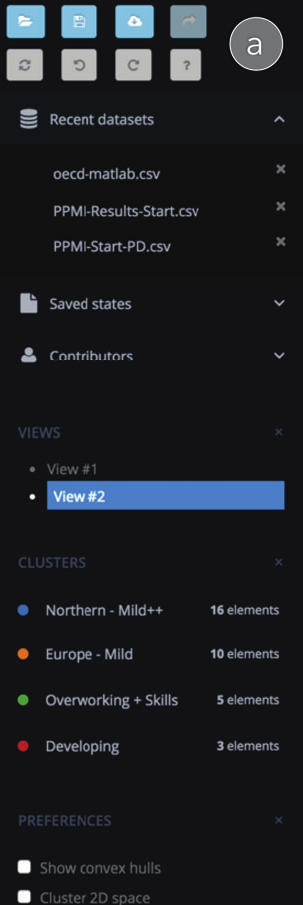 a
?
Recent datasets
oecd-matlab.csv
PPMI-Results-Start.csv
PPMI-Start-PD.csv
Saved states
Contributors
VIEWS
View #1
View #2
CLUSTERS
Northern - Mild++ 16 elements
Europe - Mild 10 elements
Overworking + Skills 5 elements
Developing 3 elements
PREFERENCES
Show convex hulls
Cluster 2D space